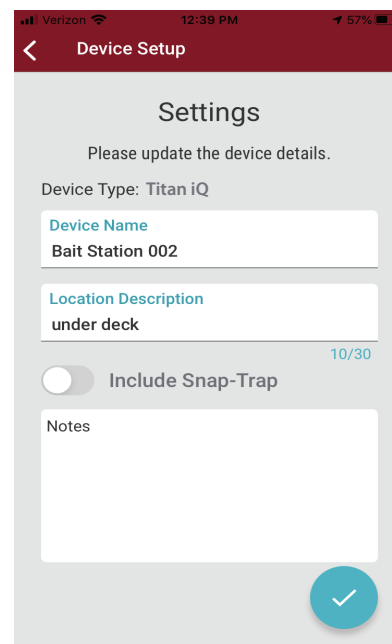 Verizon 12:39 PM 57%
Device Setup
Settings
Please update the device details.
Device Type: Titan iQ
Device Name
Bait Station 002
Location Description
under deck
10/30
Include Snap-Trap
Notes